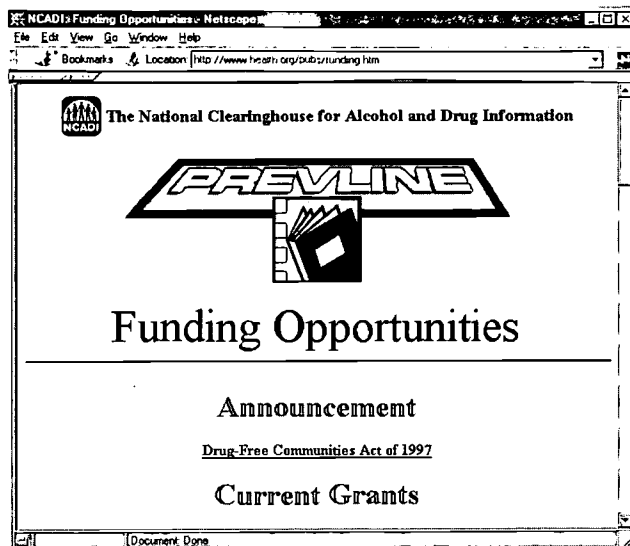 NCADI: Funding Opportunities - Netscape
File Edit View Go Window Help
Bookmarks Location http://www.health.org/pubs/funding.htm
NCADI The National Clearinghouse for Alcohol and Drug Information
PREVLINE
Funding Opportunities
Announcement
Drug-Free Communities Act of 1997
Current Grants
Document Done